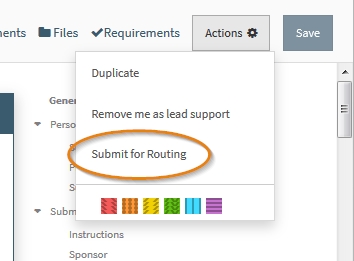 ments Files Requirements Actions Save
Duplicate
Gene
Perso
Remove me as lead support
Submit for Routing
S
Subm
Instructions
Sponsor